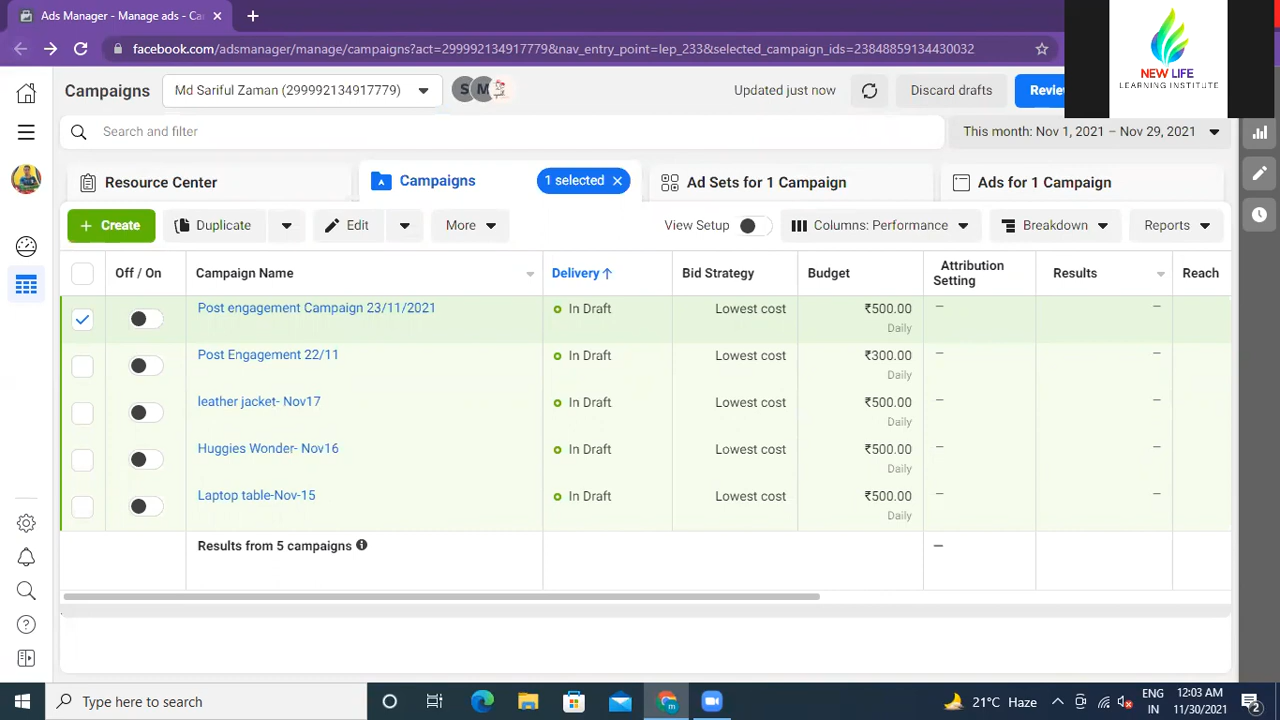 Ads Manager - Manage ads - Ca
facebook.com/adsmanager/manage/campaigns?act=299992134917779&nav_entry_point=lep_233&selected_campaign_ids=23848859134430032
NEW LIFE
LEARNING INSTITUTE
Campaigns
Md Sariful Zaman (299992134917779)
S
M
Updated just now
Discard drafts
Revie
Search and filter
This month: Nov 1, 2021 – Nov 29, 2021
Resource Center
Campaigns
1 selected
Ad Sets for 1 Campaign
Ads for 1 Campaign
+ Create
Duplicate
Edit
More
View Setup
Columns: Performance
Breakdown
Reports
Off / On
Campaign Name
Delivery ↑
Bid Strategy
Budget
Attribution
Setting
Results
Reach
Post engagement Campaign 23/11/2021
In Draft
Lowest cost
₹500.00
Daily
—
—
Post Engagement 22/11
In Draft
Lowest cost
₹300.00
Daily
—
—
leather jacket- Nov17
In Draft
Lowest cost
₹500.00
Daily
—
—
Huggies Wonder- Nov16
In Draft
Lowest cost
₹500.00
Daily
—
—
Laptop table-Nov-15
In Draft
Lowest cost
₹500.00
Daily
—
—
Results from 5 campaigns
—
Type here to search
21°C Haze
ENG
IN
12:03 AM
11/30/2021
2